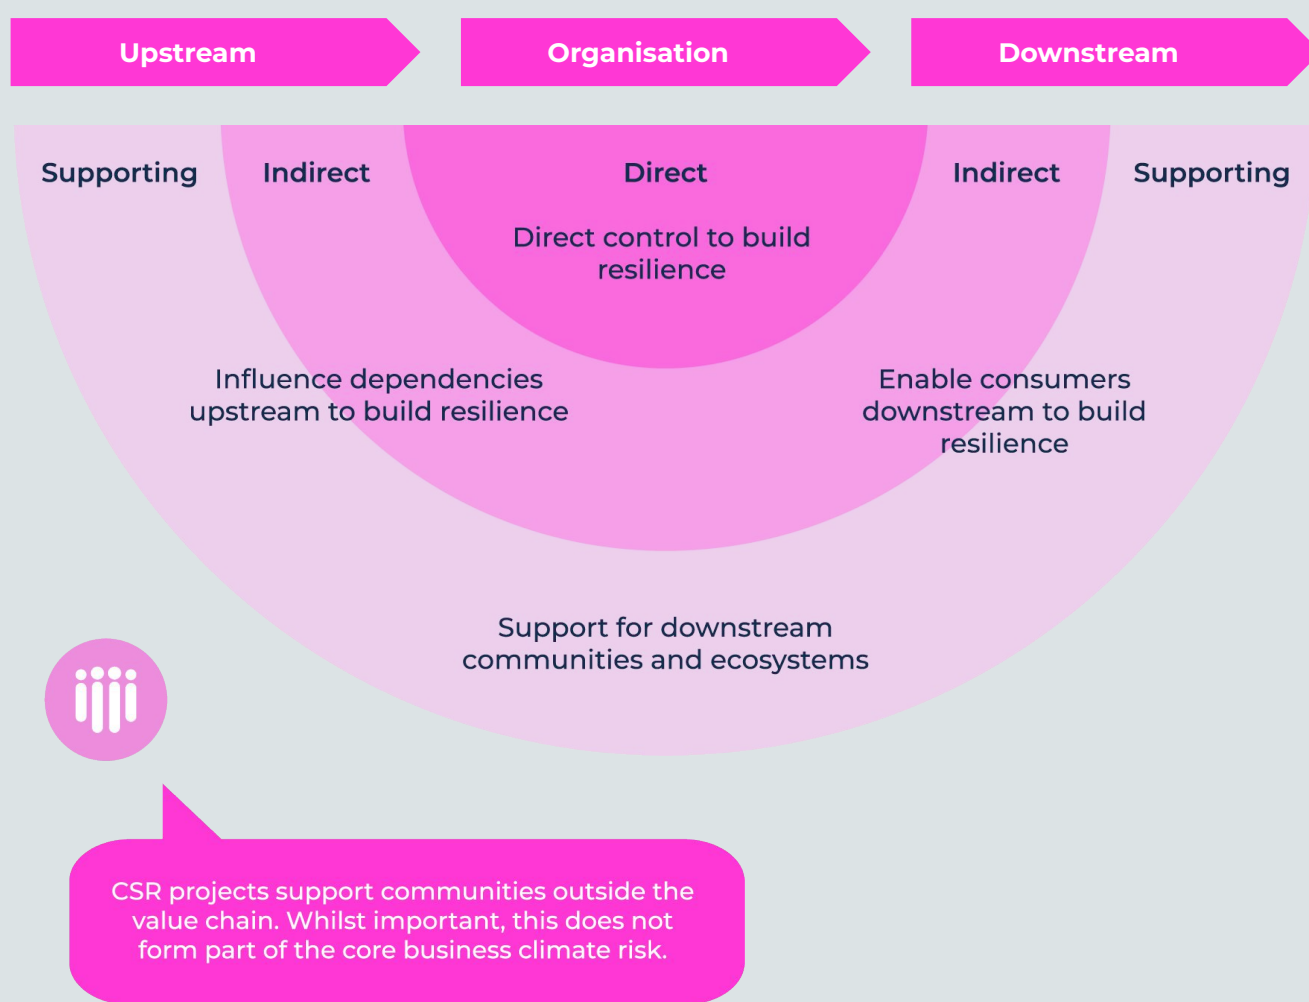 Upstream
Organisation
Downstream
Supporting
Indirect
Direct
Indirect
Supporting
Direct control to build
resilience
Influence dependencies
upstream to build resilience
Enable consumers
downstream to build
resilience
Support for downstream
communities and ecosystems
CSR projects support communities outside the
value chain. Whilst important, this does not
form part of the core business climate risk.